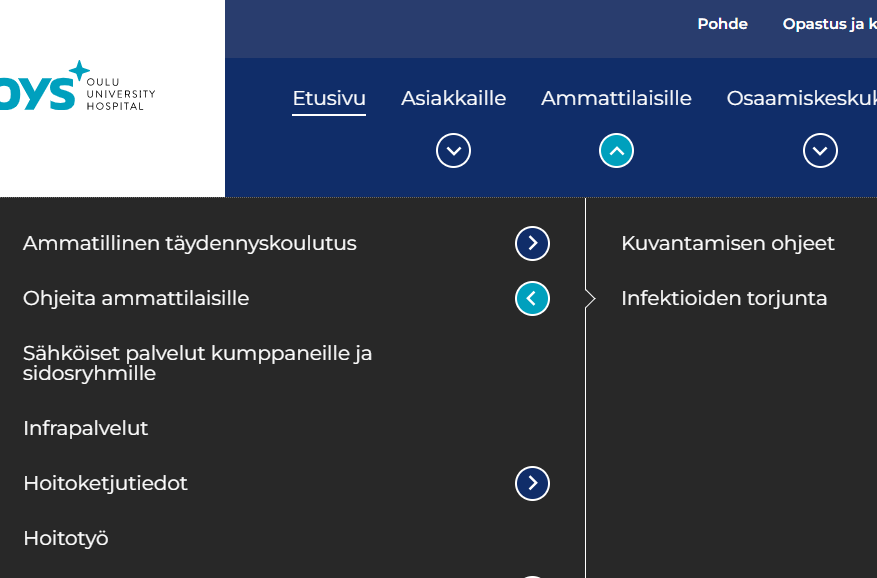 Pohde
Opastus ja
oys
OULU
UNIVERSITY
HOSPITAL
Etusivu
Asiakkaille
Ammattilaisille
Ammatillinen täydennyskoulutus
Ohjeita ammattilaisille
Sähköiset palvelut kumppaneille ja
sidosryhmille
Infrapalvelut
Hoitoketjutiedot
Hoitotyö
Kuvantamisen ohjeet
Infektioiden torjunta